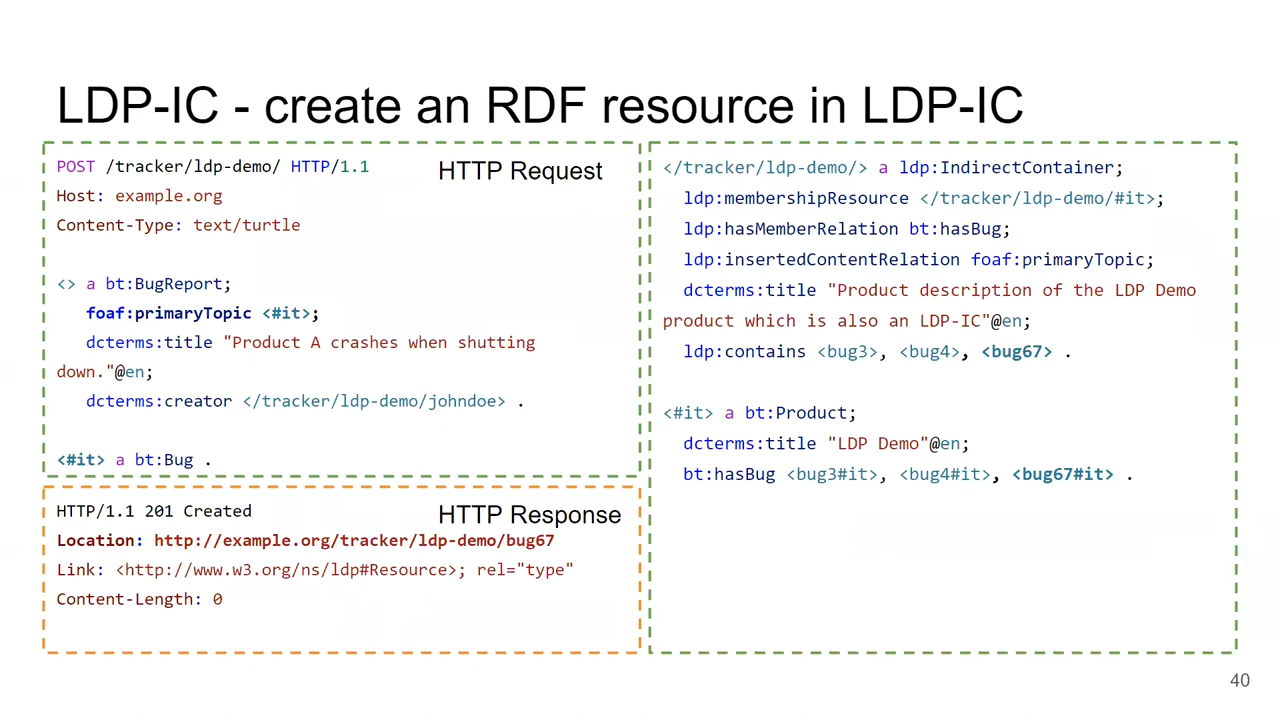 LDP-IC - create an RDF resource in LDP-IC
POST /tracker/ldp-demo/ HTTP/1.1
HTTP Request
Host: example.org
Content-Type: text/turtle
<> a bt:BugReport;
foaf:primaryTopic <#it>;
dcterms:title "Product A crashes when shutting
down."@en;
dcterms:creator </tracker/ldp-demo/johndoe> .
<#it> a bt:Bug .
HTTP/1.1 201 Created
HTTP Response
Location: http://example.org/tracker/ldp-demo/bug67
Link: <http://www.w3.org/ns/ldp#Resource>; rel="type"
Content-Length: 0
</tracker/ldp-demo/> a ldp:IndirectContainer;
ldp:membershipResource </tracker/ldp-demo/#it>;
ldp:hasMemberRelation bt:hasBug;
ldp:insertedContentRelation foaf:primaryTopic;
dcterms:title "Product description of the LDP Demo
product which is also an LDP-IC"@en;
ldp:contains <bug3>, <bug4>, <bug67> .
<#it> a bt:Product;
dcterms:title "LDP Demo"@en;
bt:hasBug <bug3#it>, <bug4#it>, <bug67#it> .
40